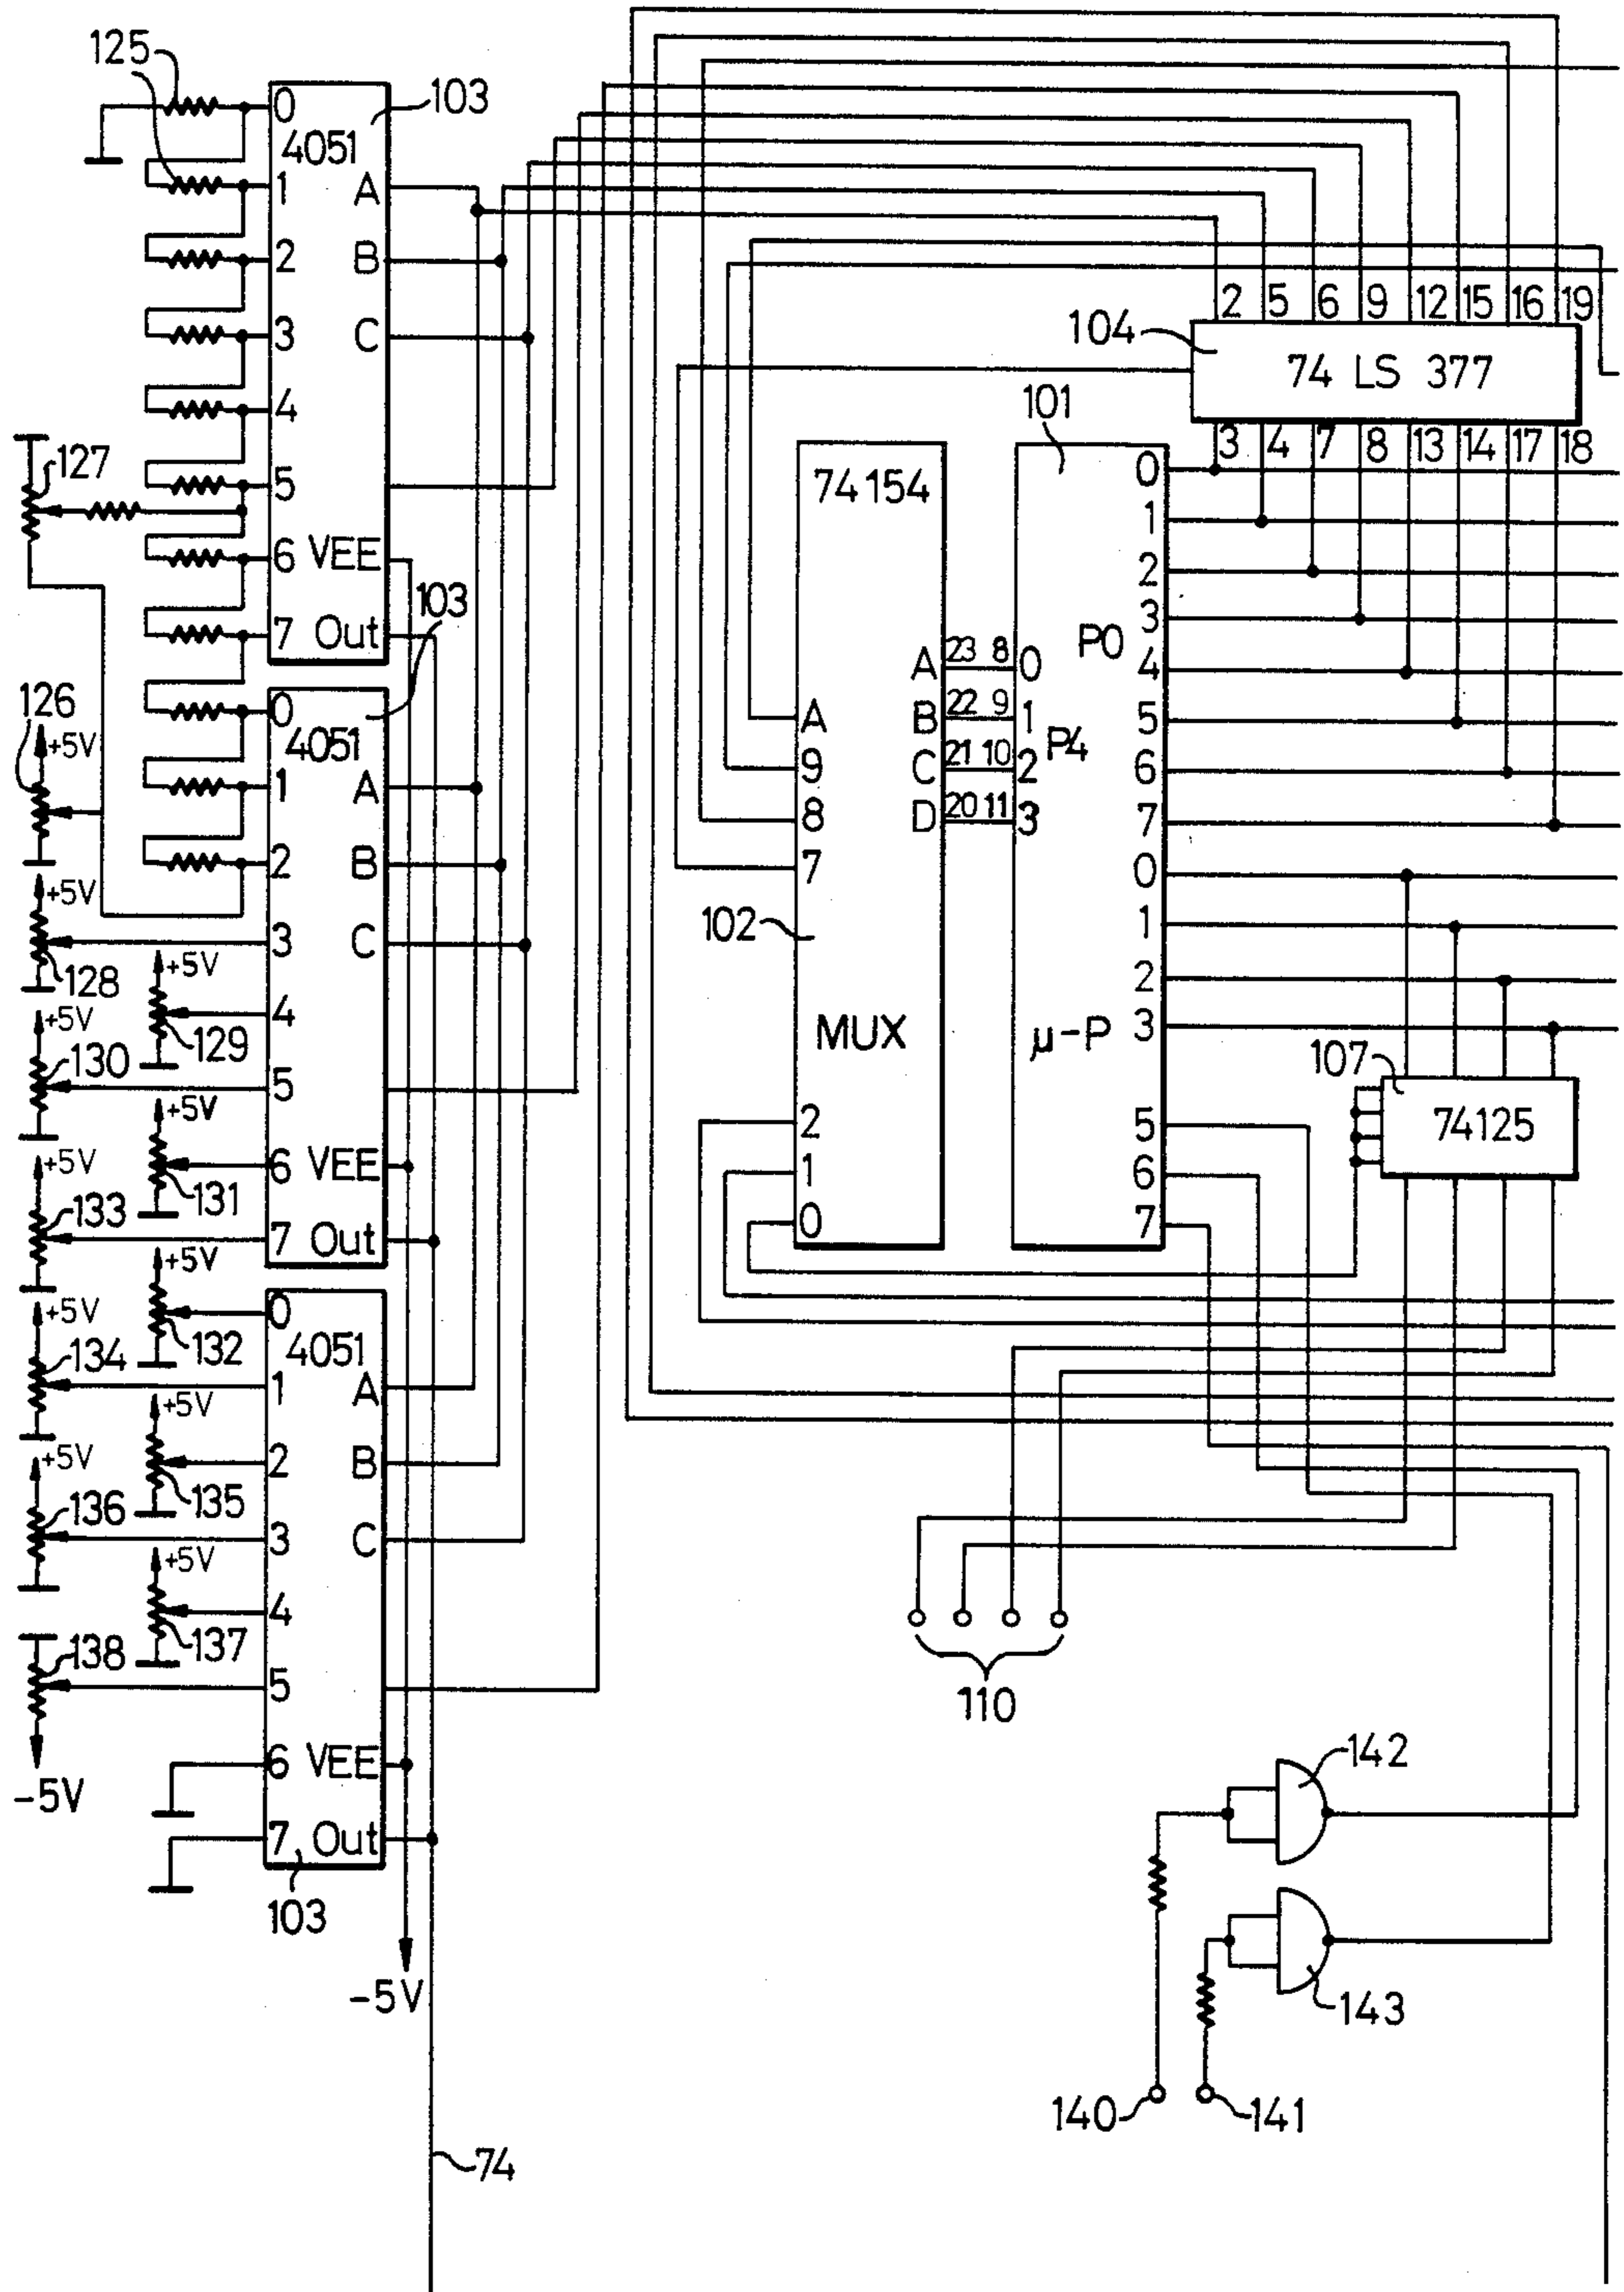 125
103
0
4051
1
A
2
B
3
C
4
127
5
6 VEE
7 Out
103
126
+5V
0
4051
1
A
2
B
+5V
3
C
128
+5V
4
129
+5V
130
5
+5V
6 VEE
131
+5V
133
7 Out
+5V
0
132
4051
+5V
134
1
A
+5V
2
B
135
+5V
136
3
C
+5V
4
137
138
5
-5V
6 VEE
7 Out
103
-5V
74
2 5 6 9 12 15 16 19
104
74 LS 377
3 4 7 8 13 14 17 18
101
74154
0
1
2
3
P0
4
5
6
7
A 23 8 0
B 22 9 1
P4
C 21 10 2
D 20 11 3
A
9
8
7
102
MUX
μ-P
0
1
2
3
107
74125
2
1
0
5
6
7
110
142
143
140
141